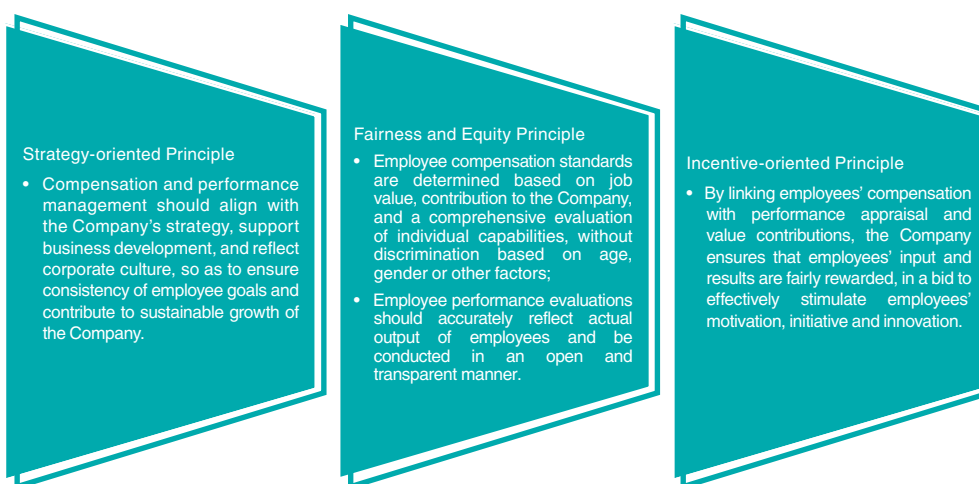 Strategy-oriented Principle
• Compensation and performance
management should align with
the Company's strategy, support
business development, and reflect
corporate culture, so as to ensure
consistency of employee goals and
contribute to sustainable growth of
the Company.
Fairness and Equity Principle
• Employee compensation standards
are determined based on job
value, contribution to the Company,
and a comprehensive evaluation
of individual capabilities, without
discrimination based on age,
gender or other factors;
• Employee performance evaluations
should accurately reflect actual
output of employees and be
conducted in an open and
transparent manner.
Incentive-oriented Principle
• By linking employees' compensation
with performance appraisal and
value contributions, the Company
ensures that employees' input and
results are fairly rewarded, in a bid to
effectively stimulate employees'
motivation, initiative and innovation.